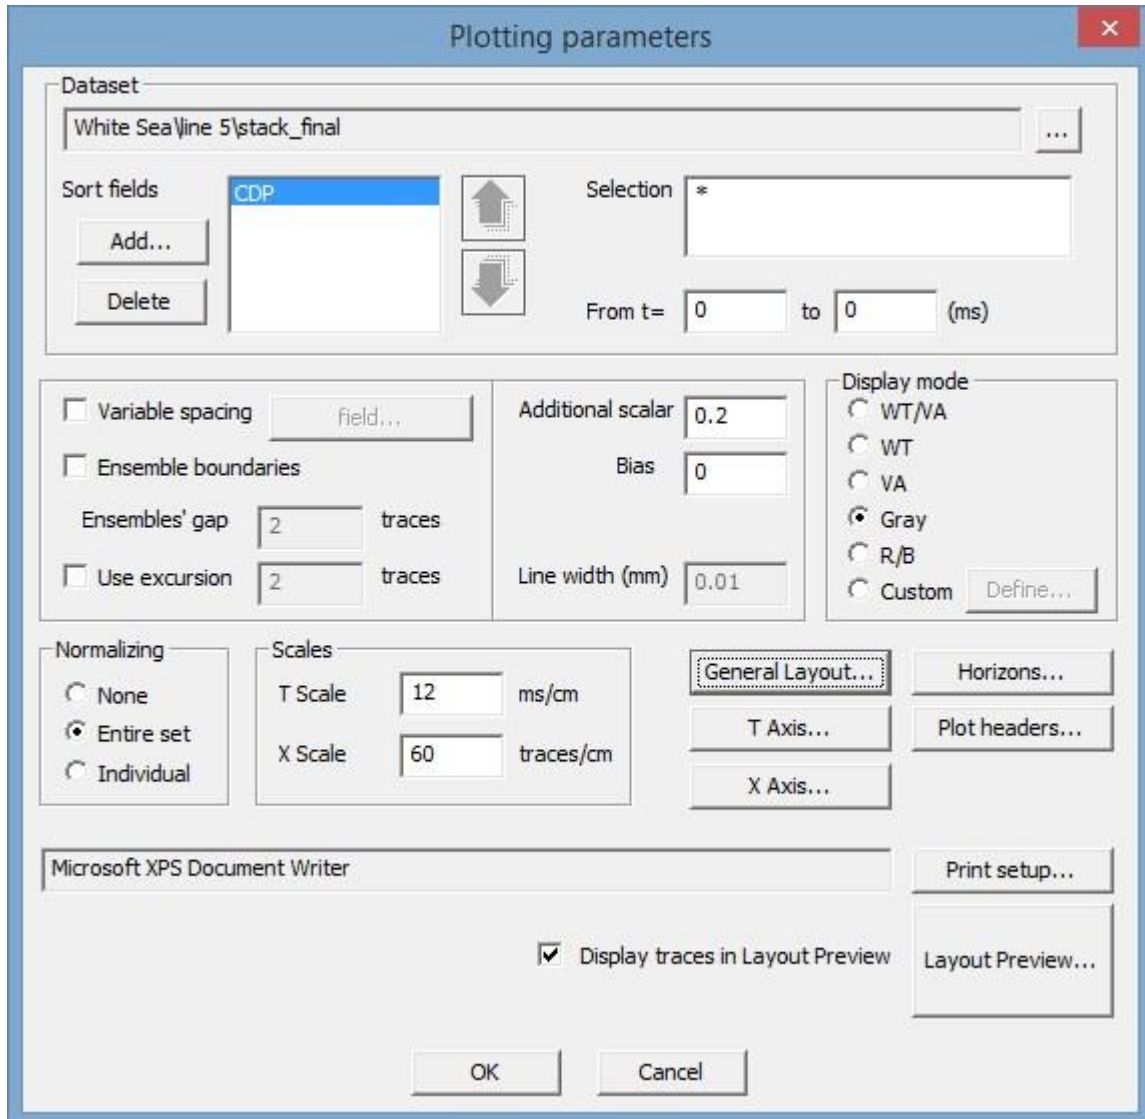 Plotting parameters
Dataset
White Sea\line 5\stack_final
...
Sort fields
CDP
Add...
Delete
Selection
*
From t=
0
to
0
(ms)
Variable spacing
field...
Ensemble boundaries
Ensembles' gap
2
traces
Use excursion
2
traces
Additional scalar
0.2
Bias
0
Line width (mm)
0.01
Display mode
WT/VA
WT
VA
Gray
R/B
Custom
Define...
Normalizing
None
Entire set
Individual
Scales
T Scale
12
ms/cm
X Scale
60
traces/cm
General Layout...
Horizons...
T Axis...
Plot headers...
X Axis...
Microsoft XPS Document Writer
Print setup...
Display traces in Layout Preview
Layout Preview...
OK
Cancel